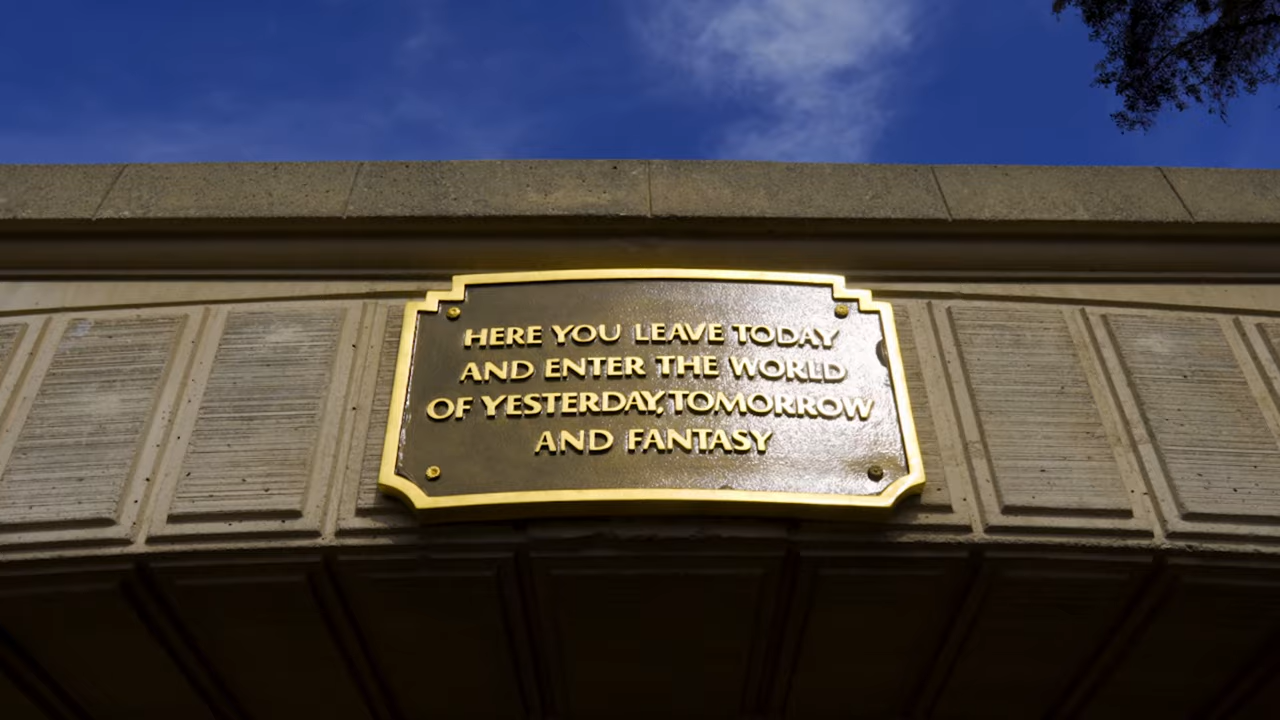 HERE YOU LEAVE TODAY
AND ENTER THE WORLD
OF YESTERDAY, TOMORROW
AND FANTASY